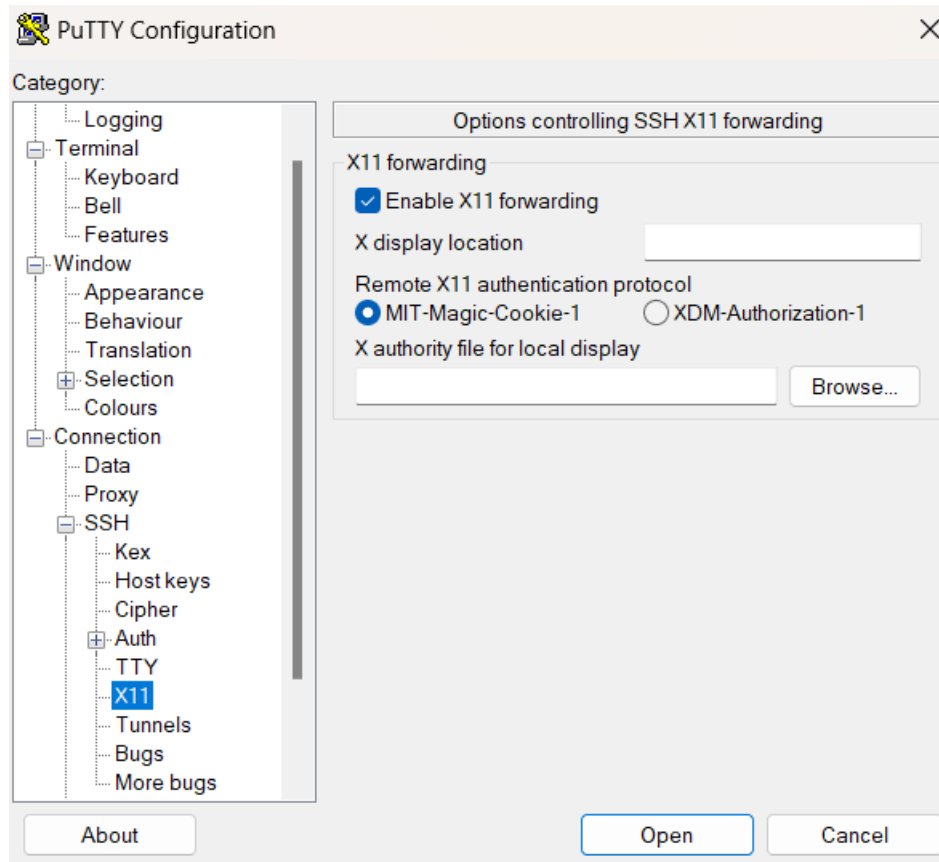 PuTTY Configuration
Category:
Logging
Terminal
Keyboard
Bell
Features
Window
Appearance
Behaviour
Translation
Selection
Colours
Connection
Data
Proxy
SSH
Kex
Host keys
Cipher
Auth
TTY
X11
Tunnels
Bugs
More bugs
Options controlling SSH X11 forwarding
X11 forwarding
Enable X11 forwarding
X display location
Remote X11 authentication protocol
MIT-Magic-Cookie-1 XDM-Authorization-1
X authority file for local display
Browse...
About Open Cancel